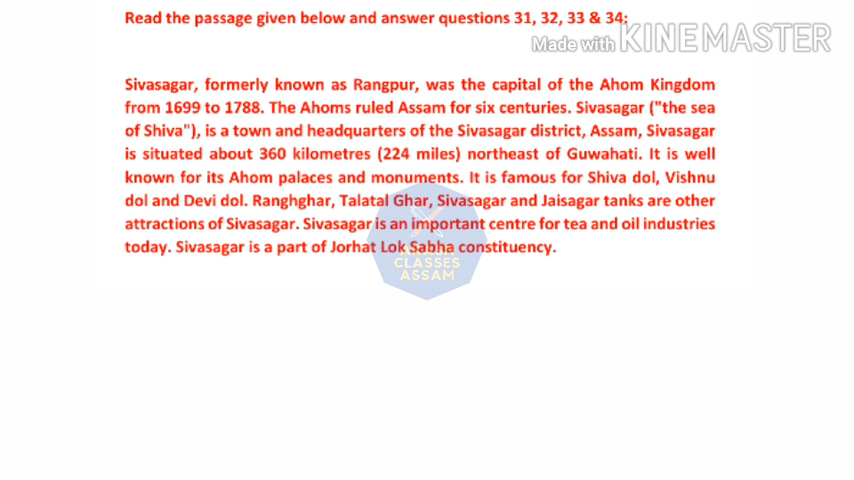 Read the passage given below and answer questions 31, 32, 33 & 34:
Made with KINEMASTER
Sivasagar, formerly known as Rangpur, was the capital of the Ahom Kingdom
from 1699 to 1788. The Ahoms ruled Assam for six centuries. Sivasagar ("the sea
of Shiva"), is a town and headquarters of the Sivasagar district, Assam, Sivasagar
is situated about 360 kilometres (224 miles) northeast of Guwahati. It is well
known for its Ahom palaces and monuments. It is famous for Shiva dol, Vishnu
dol and Devi dol. Ranghghar, Talatal Ghar, Sivasagar and Jaisagar tanks are other
attractions of Sivasagar. Sivasagar is an important centre for tea and oil industries
today. Sivasagar is a part of Jorhat Lok Sabha constituency.
CLASSES
ASSAM